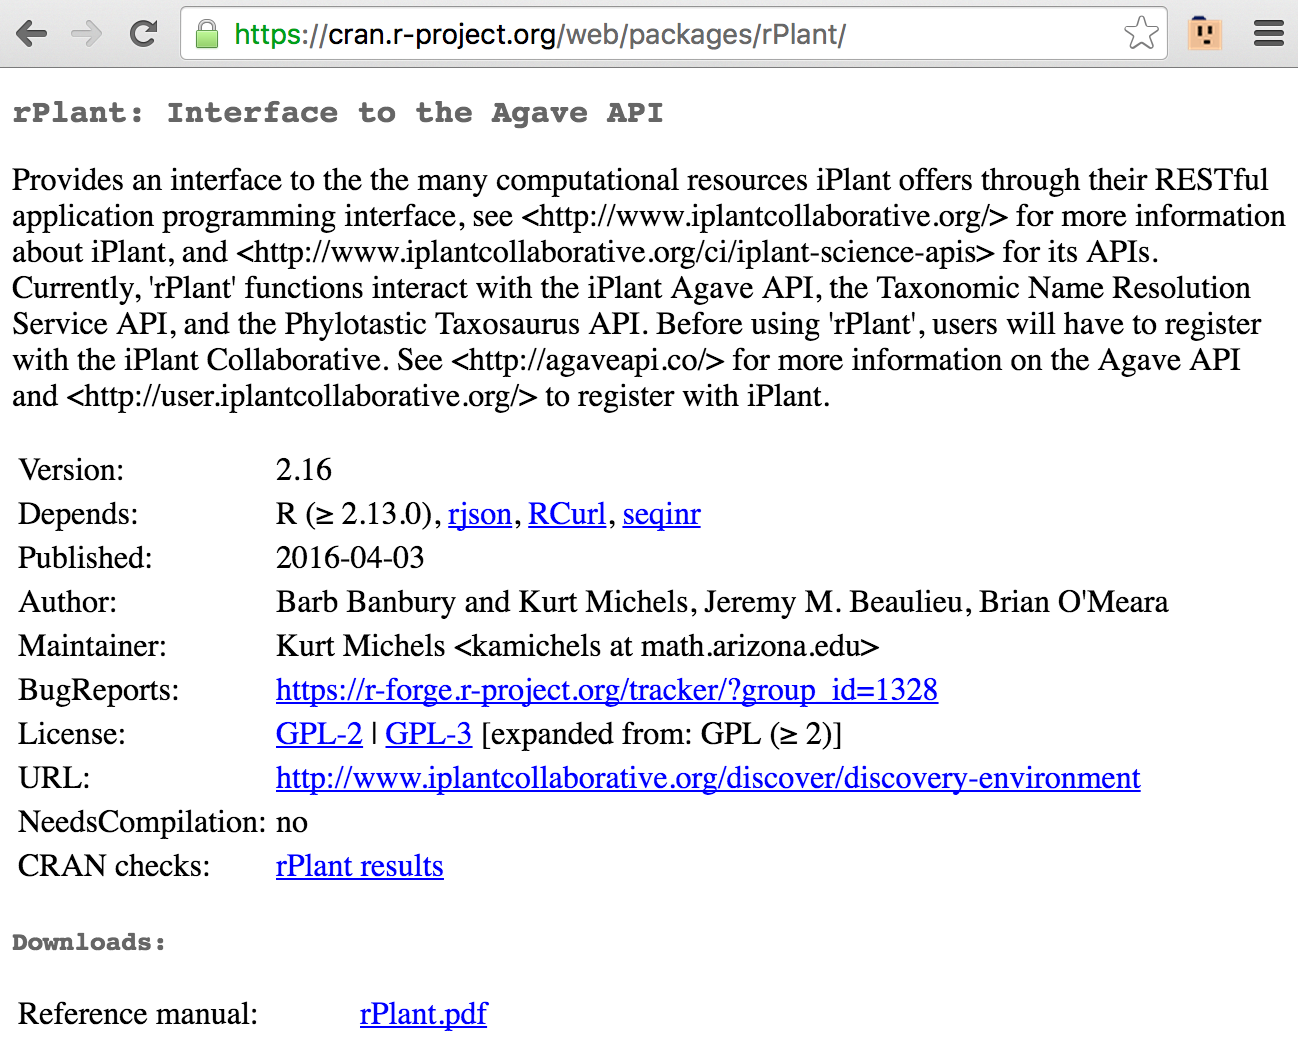 https://cran.r-project.org/web/packages/rPlant/
rPlant: Interface to the Agave API
Provides an interface to the the many computational resources iPlant offers through their RESTful
application programming interface, see <http://www.iplantcollaborative.org/> for more information
about iPlant, and <http://www.iplantcollaborative.org/ci/iplant-science-apis> for its APIs.
Currently, 'rPlant' functions interact with the iPlant Agave API, the Taxonomic Name Resolution
Service API, and the Phylotastic Taxosaurus API. Before using 'rPlant', users will have to register
with the iPlant Collaborative. See <http://agaveapi.co/> for more information on the Agave API
and <http://user.iplantcollaborative.org/> to register with iPlant.
Version: 2.16
Depends: R (≥ 2.13.0), rjson, RCurl, seqinr
Published: 2016-04-03
Author: Barb Banbury and Kurt Michels, Jeremy M. Beaulieu, Brian O'Meara
Maintainer: Kurt Michels <kamichels at math.arizona.edu>
BugReports: https://r-forge.r-project.org/tracker/?group_id=1328
License: GPL-2 | GPL-3 [expanded from: GPL (≥ 2)]
URL: http://www.iplantcollaborative.org/discover/discovery-environment
NeedsCompilation: no
CRAN checks: rPlant results
Downloads:
Reference manual: rPlant.pdf